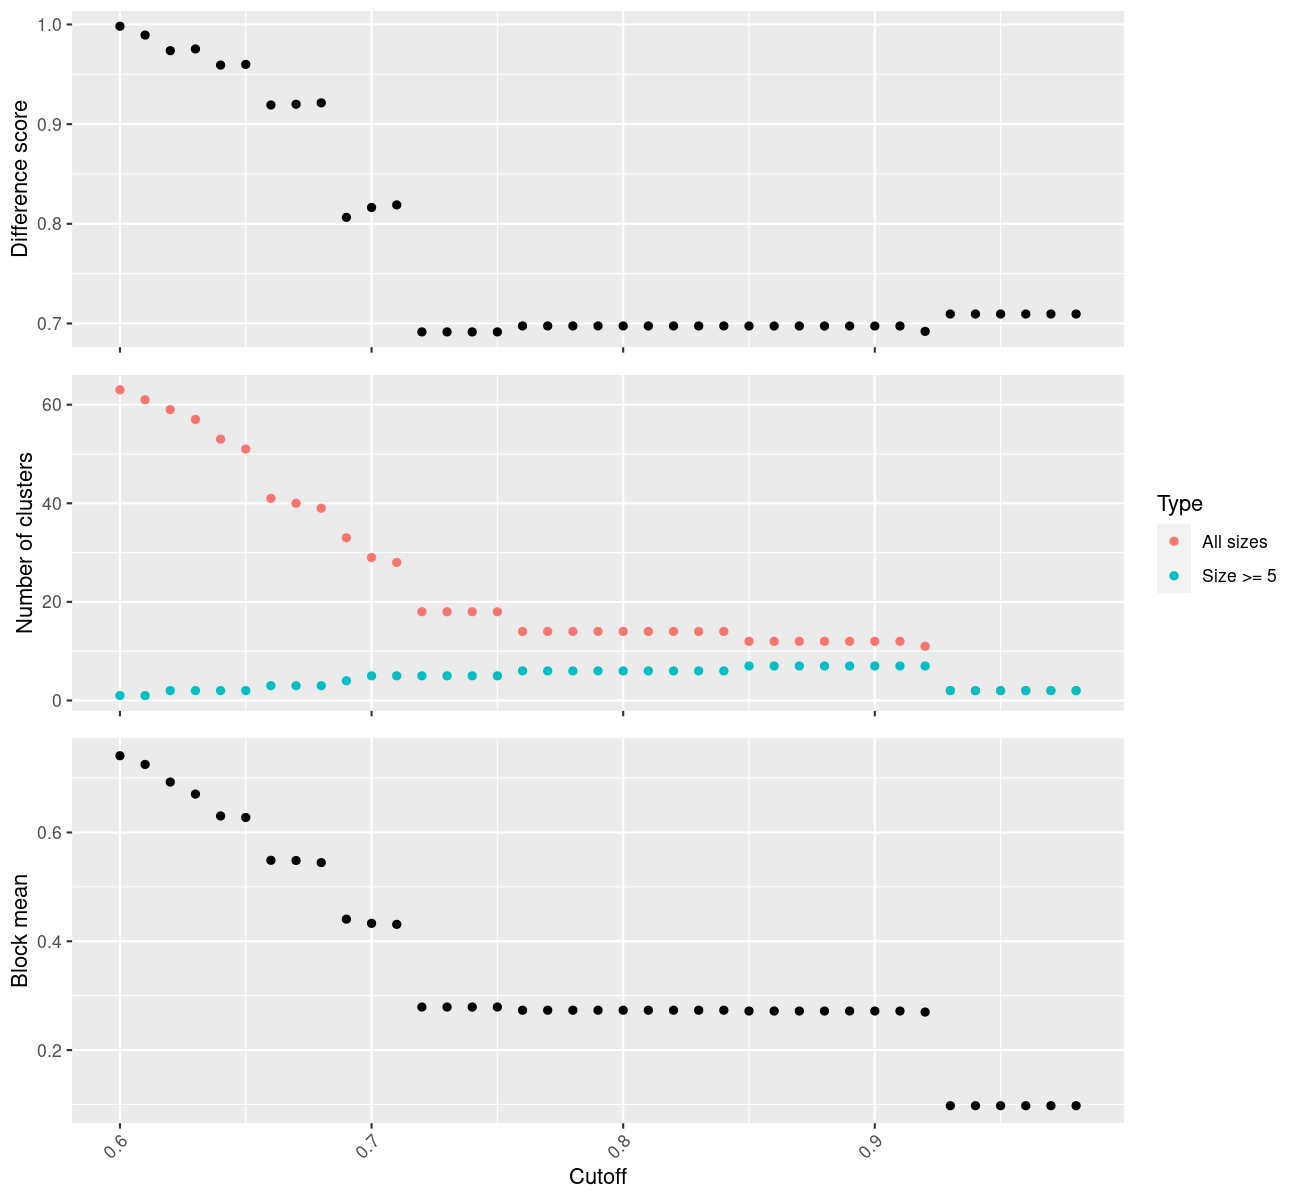 1.0
0.9
0.8
0.7
Difference score
60
40
20
0
Number of clusters
Type
All sizes
Size >= 5
0.6
0.4
0.2
Block mean
0.6
0.7
0.8
0.9
Cutoff